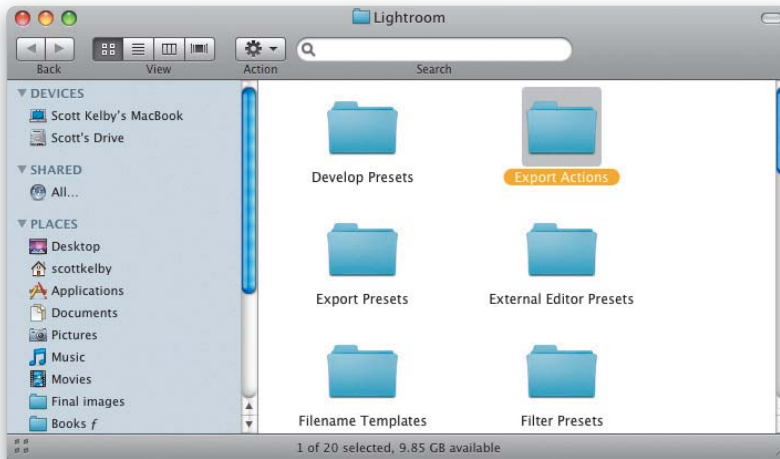 Lightroom
Back
View
Action
Search
DEVICES
Scott Kelby's MacBook
Scott's Drive
SHARED
All...
PLACES
Desktop
scottkelby
Applications
Documents
Pictures
Music
Movies
Final images
Books ƒ
Develop Presets
Export Actions
Export Presets
External Editor Presets
Filename Templates
Filter Presets
1 of 20 selected, 9.85 GB available